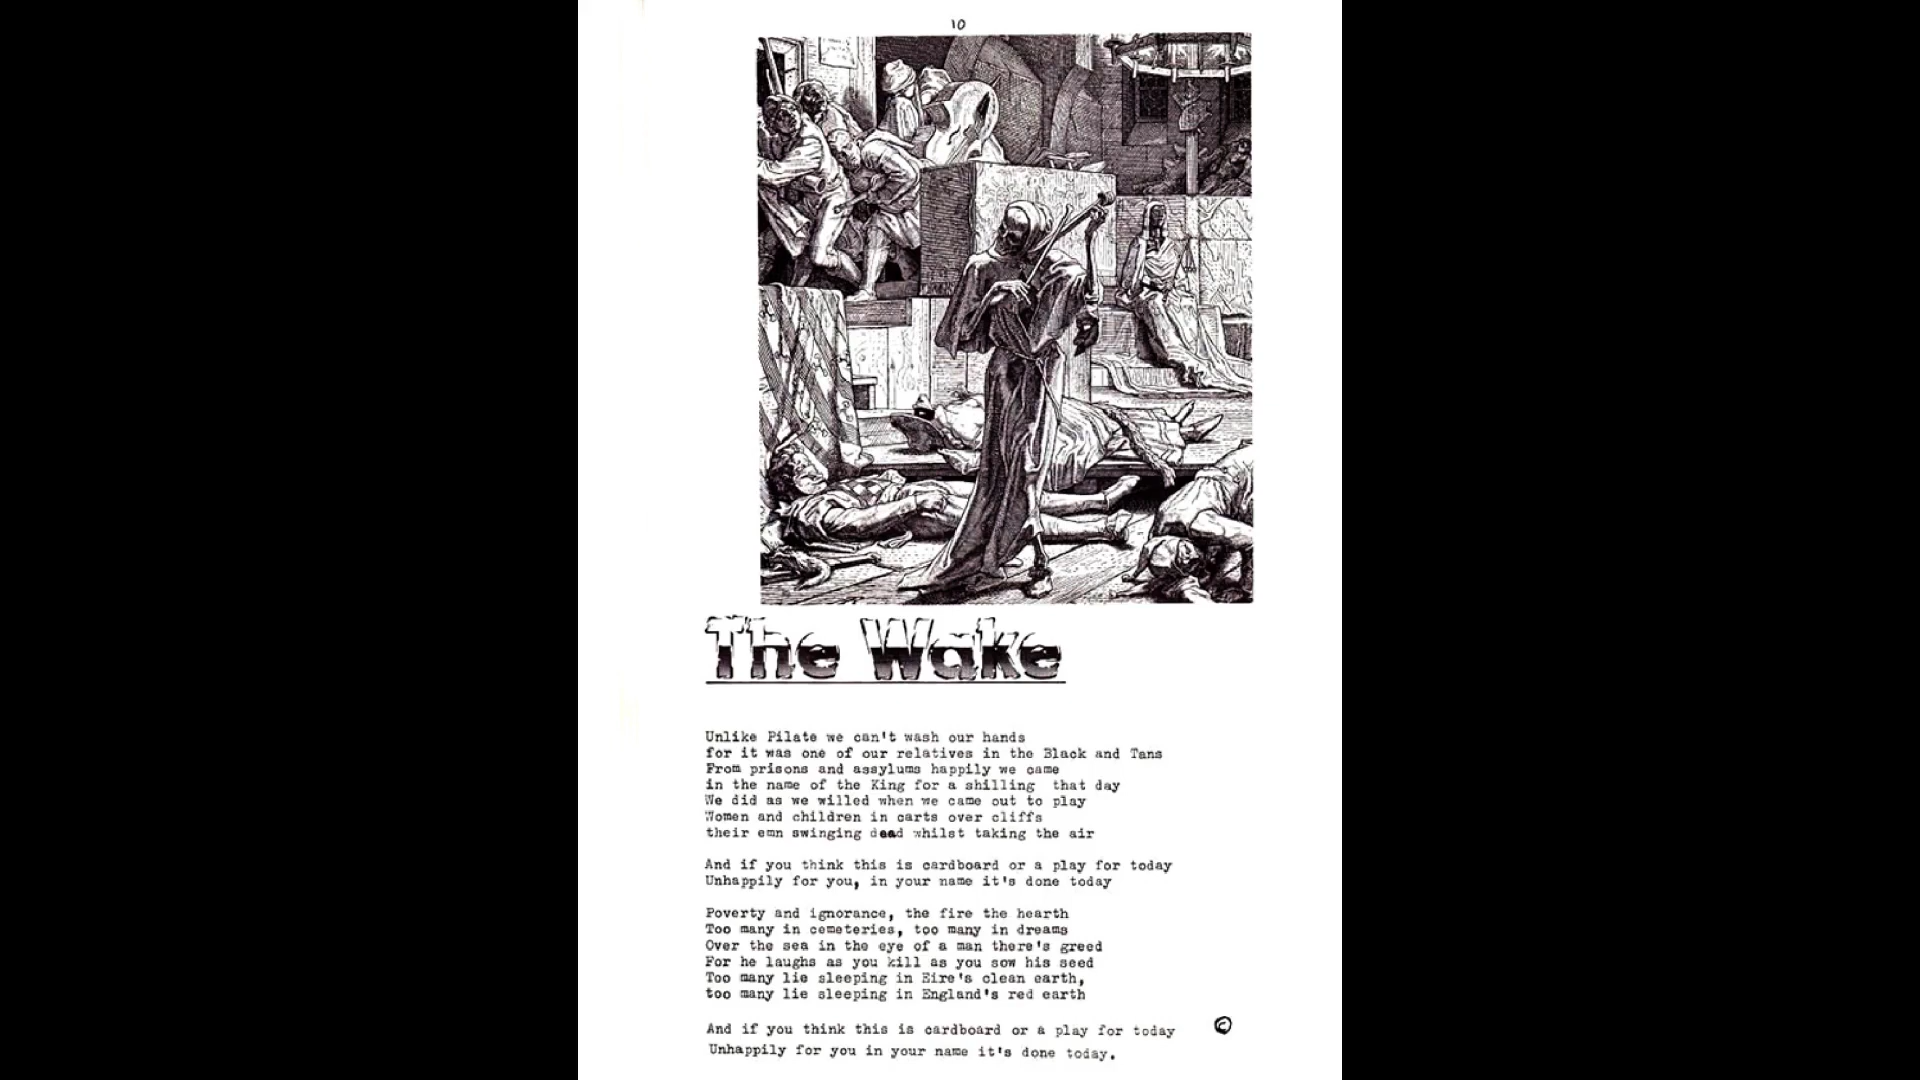 10
The Wake
Unlike Pilate we can't wash our hands
for it was one of our relatives in the Black and Tans
From prisons and assylums happily we came
in the name of the King for a shilling  that day
We did as we willed when we came out to play
Women and children in carts over cliffs
their emn swinging dead whilst taking the air
And if you think this is cardboard or a play for today
Unhappily for you, in your name it's done today
Poverty and ignorance, the fire the hearth
Too many in cemeteries, too many in dreams
Over the sea in the eye of a man there's greed
For he laughs as you kill as you sow his seed
Too many lie sleeping in Eire's clean earth,
too many lie sleeping in England's red earth
And if you think this is cardboard or a play for today
©
Unhappily for you in your name it's done today.